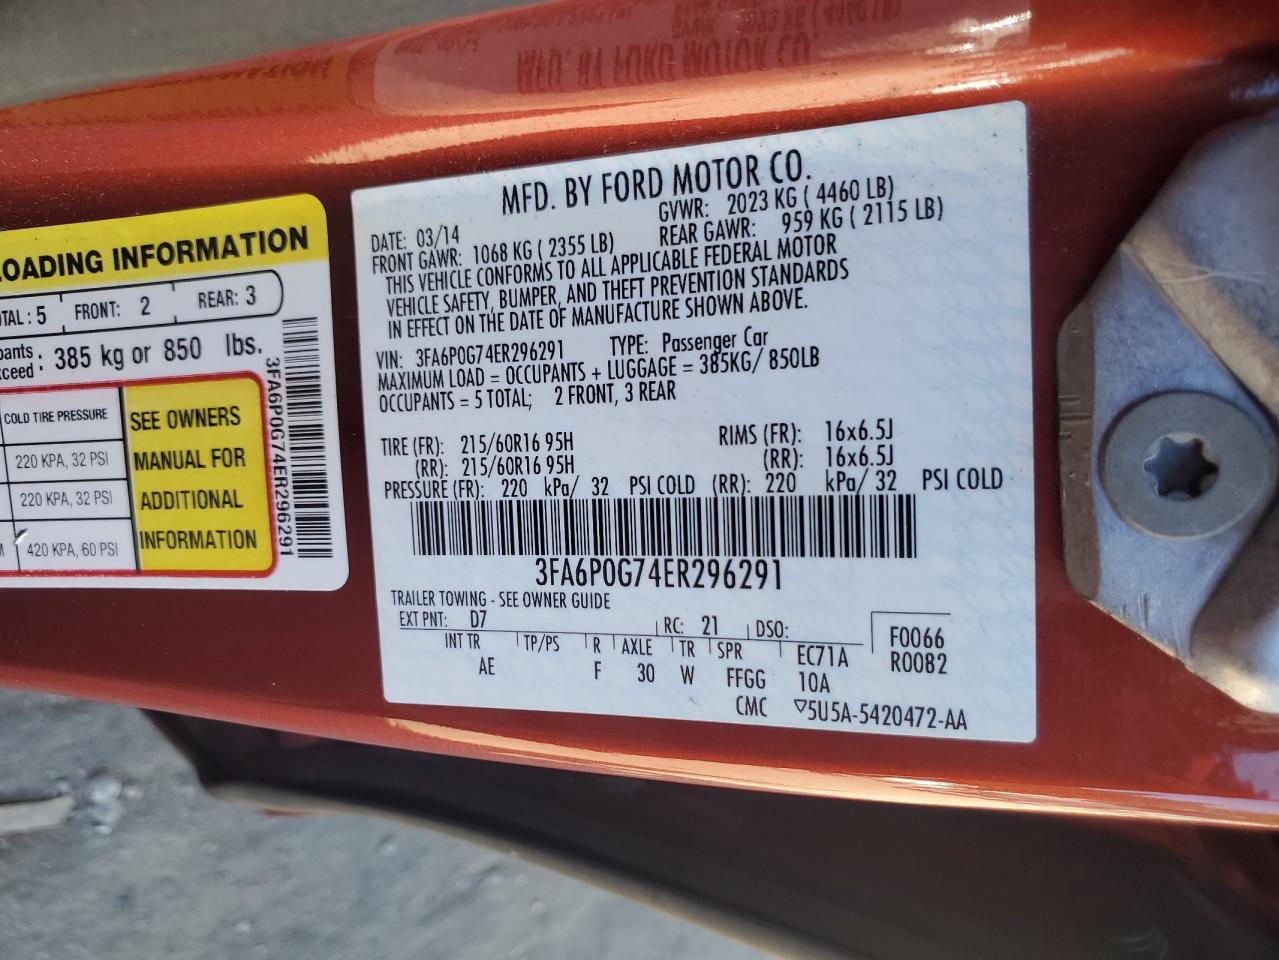 MFD. BY FORD MOTOR CO.
DATE: 03/14 GVWR: 2023 KG ( 4460 LB)
FRONT GAWR: 1068 KG ( 2355 LB) REAR GAWR: 959 KG ( 2115 LB)
THIS VEHICLE CONFORMS TO ALL APPLICABLE FEDERAL MOTOR
VEHICLE SAFETY, BUMPER, AND THEFT PREVENTION STANDARDS
IN EFFECT ON THE DATE OF MANUFACTURE SHOWN ABOVE.
VIN: 3FA6P0G74ER296291 TYPE: Passenger Car
MAXIMUM LOAD = OCCUPANTS + LUGGAGE = 385KG/ 850LB
OCCUPANTS = 5 TOTAL; 2 FRONT, 3 REAR
TIRE (FR): 215/60R16 95H RIMS (FR): 16x6.5J
(RR): 215/60R16 95H (RR): 16x6.5J
PRESSURE (FR): 220 kPa/ 32 PSI COLD (RR): 220 kPa/ 32 PSI COLD
3FA6P0G74ER296291
TRAILER TOWING - SEE OWNER GUIDE
EXT PNT: D7 RC: 21 DSO:
INT TR TP/PS R AXLE TR SPR EC71A
AE F 30 W FFGG 10A
CMC ▽5U5A-5420472-AA
F0066
R0082
LOADING INFORMATION
TOTAL : 5 FRONT: 2 REAR: 3
385 kg or 850 lbs.
COLD TIRE PRESSURE
220 KPA, 32 PSI
220 KPA, 32 PSI
420 KPA, 60 PSI
SEE OWNERS
MANUAL FOR
ADDITIONAL
INFORMATION
3FA6P0G74ER296291